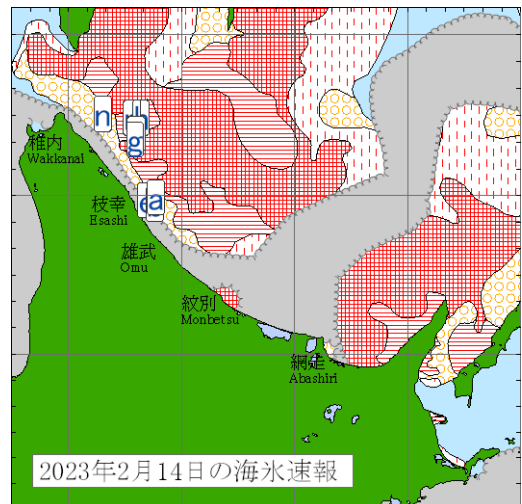 n
g
a
稚内
Wakkanai
枝幸
Esashi
雄武
Omu
紋別
Monbetsu
網走
Abashiri
2023年2月14日の海氷速報